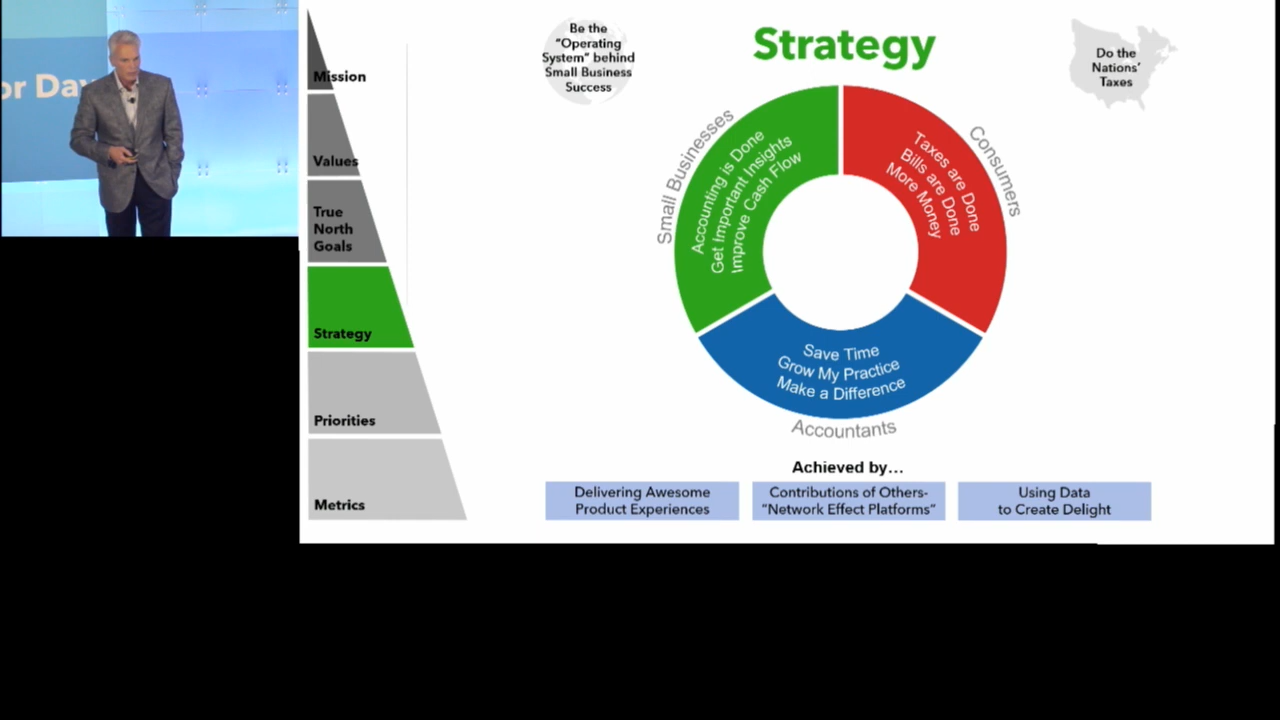 or Da
Mission
Values
True
North
Goals
Strategy
Priorities
Metrics
Be the
“Operating
System” behind
Small Business
Success
Strategy
Do the
Nations’
Taxes
Small Businesses
Accounting is Done
Get Important Insights
Improve Cash Flow
Consumers
Taxes are Done
Bills are Done
More Money
Save Time
Grow My Practice
Make a Difference
Accountants
Achieved by...
Delivering Awesome
Product Experiences
Contributions of Others-
“Network Effect Platforms”
Using Data
to Create Delight